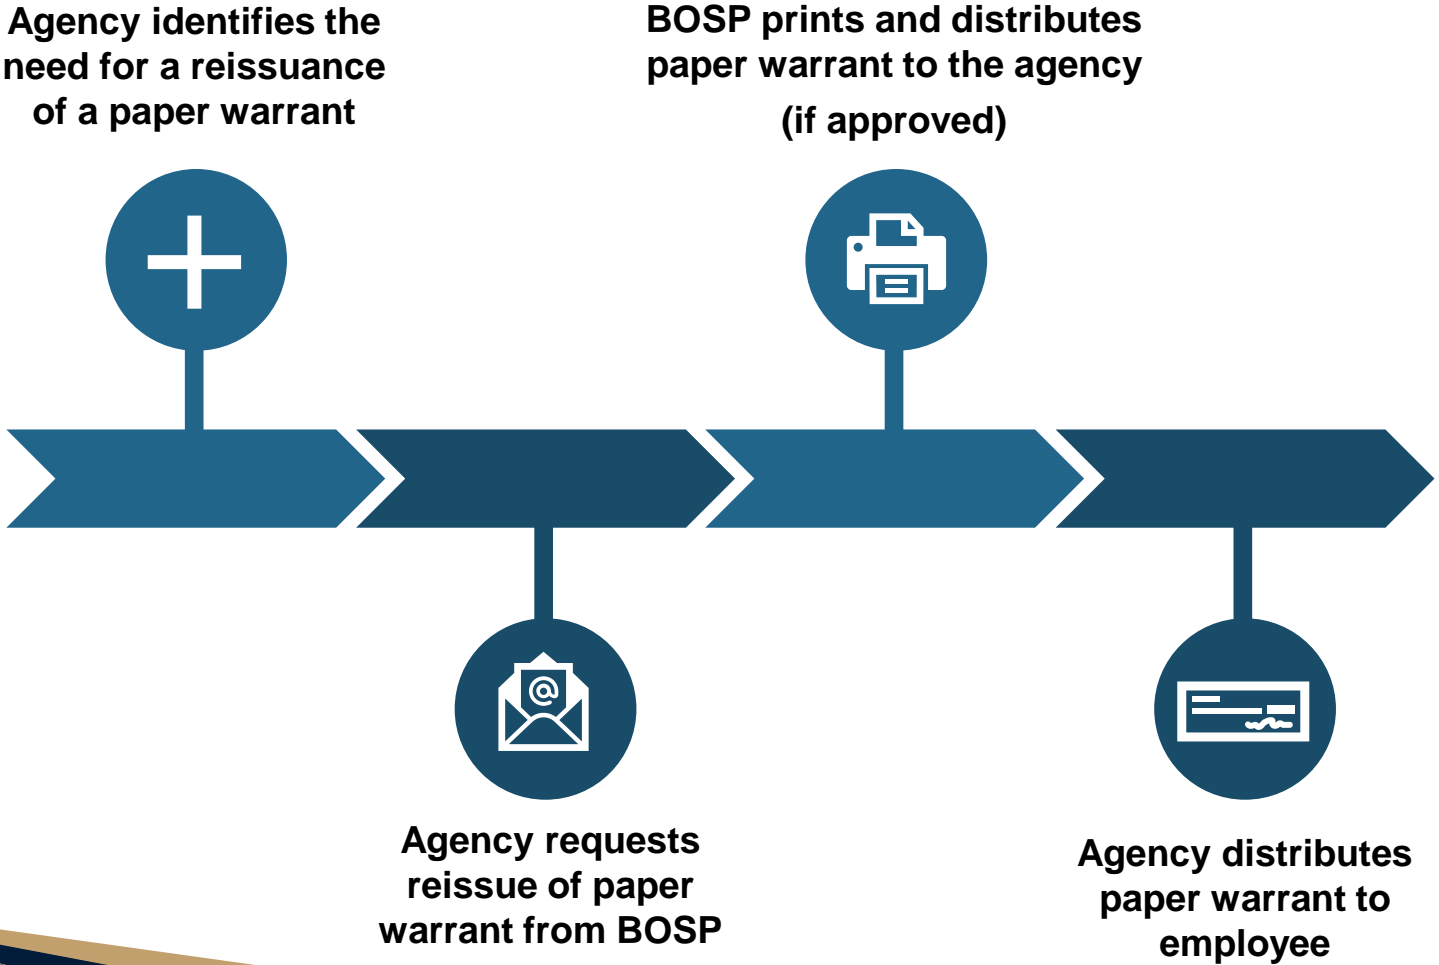 Agency identifies the
need for a reissuance
of a paper warrant
BOSP prints and distributes
paper warrant to the agency
(if approved)
@
Agency requests
reissue of paper
warrant from BOSP
Agency distributes
paper warrant to
employee